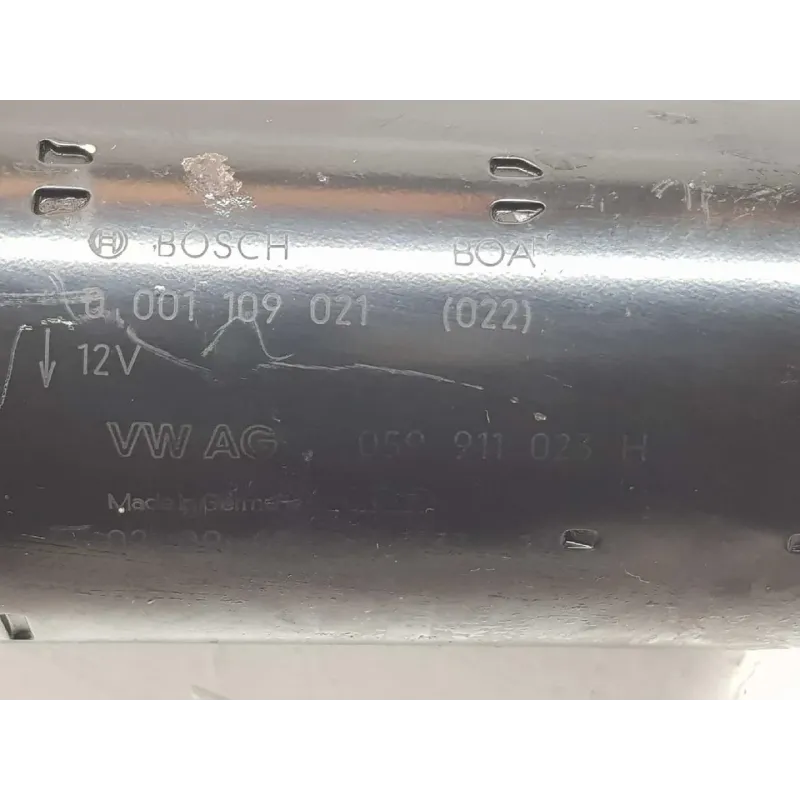 BOSCH BOA
0 001 109 021 (022)
12V
VW AG 059 911 023 H
Made in Germany